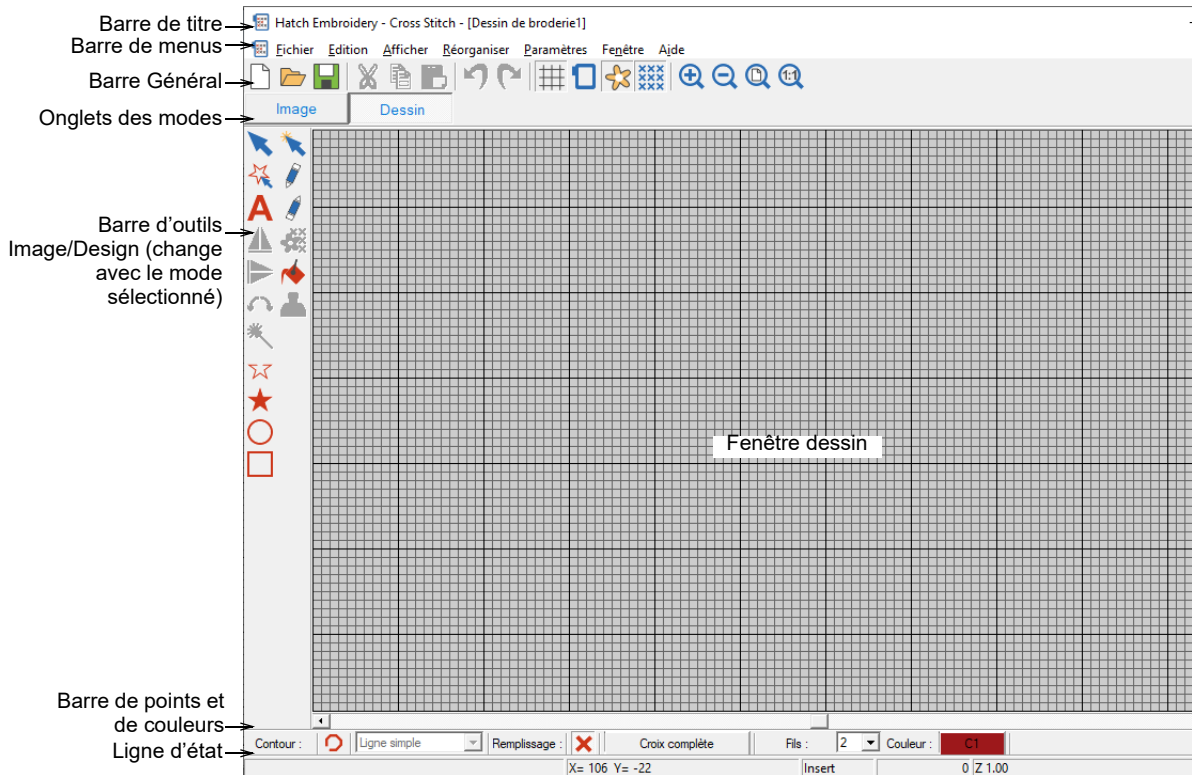 Barre de titre
Hatch Embroidery - Cross Stitch - [Dessin de broderie1]
Barre de menus
Fichier Edition Afficher Réorganiser Paramètres Fenêtre Aide
Barre Général
1:1
Onglets des modes
Image Dessin
A
Barre d’outils
Image/Design (change
avec le mode
sélectionné)
Fenêtre dessin
Barre de points et
de couleurs
Ligne d’état
Contour : Ligne simple Remplissage : Croix complète Fils : 2 Couleur : C1
X= 106 Y= -22 Insert 0 Z 1.00